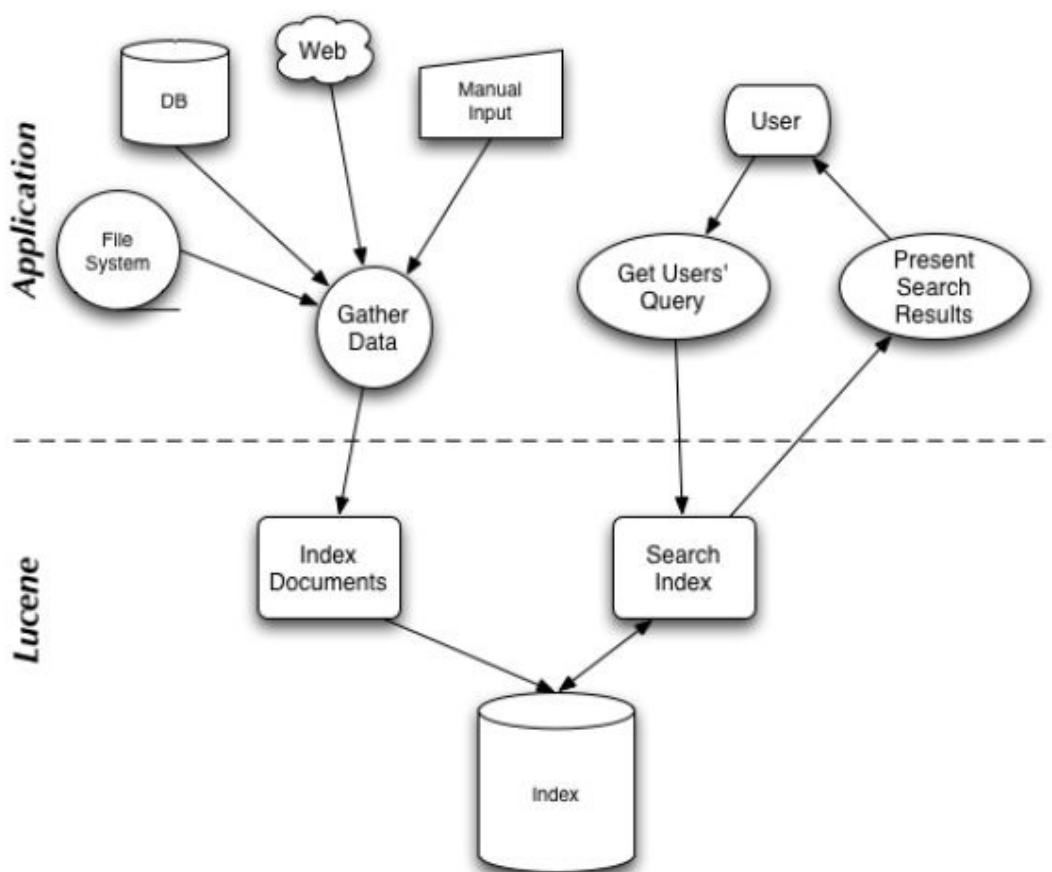 Application
DB
Web
Manual
Input
User
File
System
Gather
Data
Get Users'
Query
Present
Search
Results
Lucene
Index
Documents
Search
Index
Index